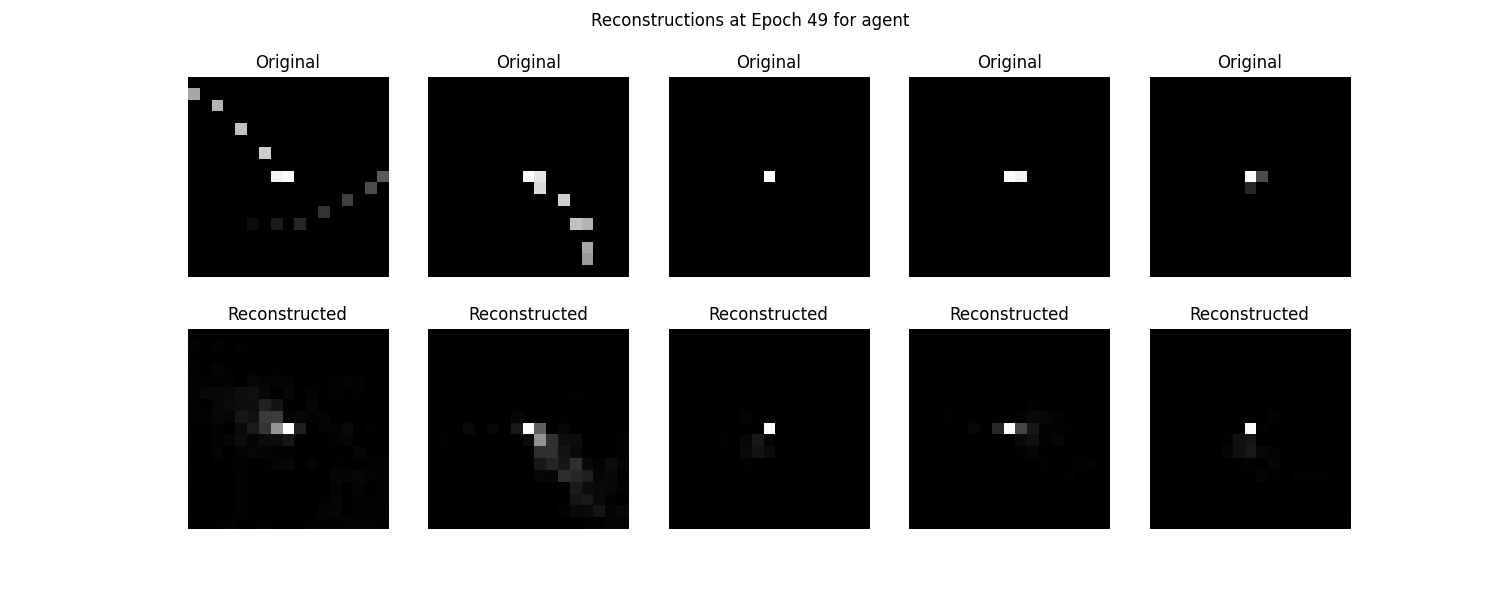 Reconstructions at Epoch 49 for agent
Original Original Original Original Original
Reconstructed Reconstructed Reconstructed Reconstructed Reconstructed